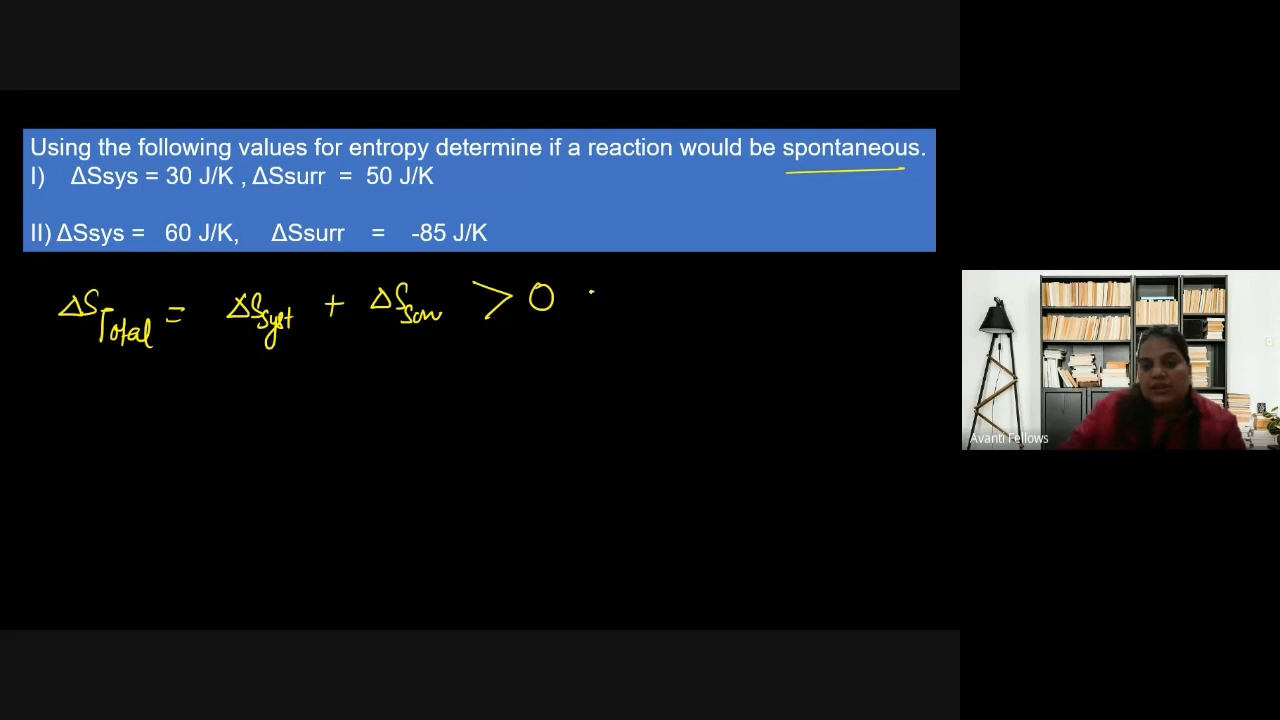 Using the following values for entropy determine if a reaction would be spontaneous.
I) ΔSsys = 30 J/K , ΔSsurr = 50 J/K
II) ΔSsys = 60 J/K, ΔSsurr = -85 J/K
ΔS Total = ΔS syst + ΔS surr > 0
Avanti Fellows